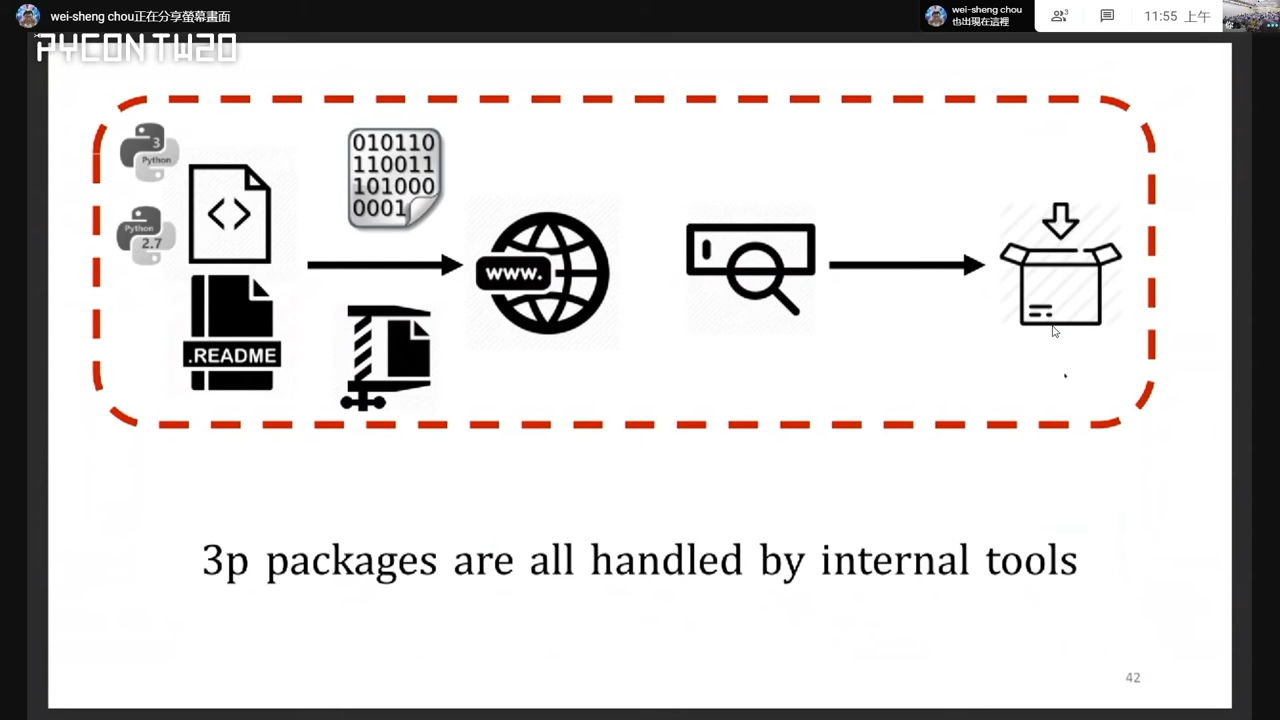 wei-sheng chou正在分享螢幕畫面
wei-sheng chou
也出現在這裡
3
11:55 上午
你
PYCON TW20
3
Python
Python
2.7
010110
110011
101000
0001
.README
www.
3p packages are all handled by internal tools
42